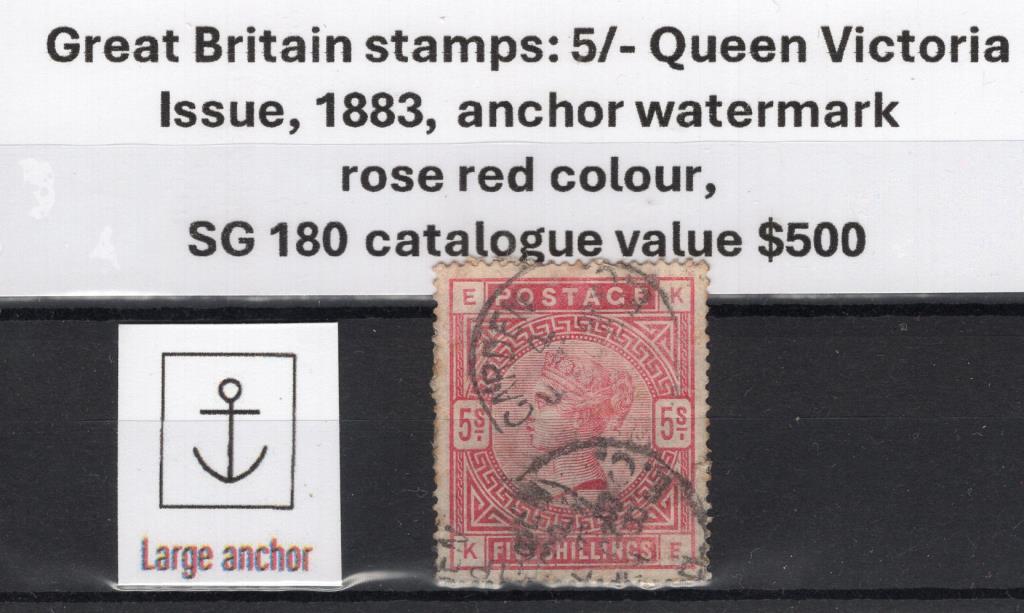 Great Britain stamps: 5/- Queen Victoria
Issue, 1883, anchor watermark
rose red colour,
SG 180 catalogue value $500
E POSTAGE K
CAMDEN
5s. 5s.
K FIVE SHILLINGS E
Large anchor